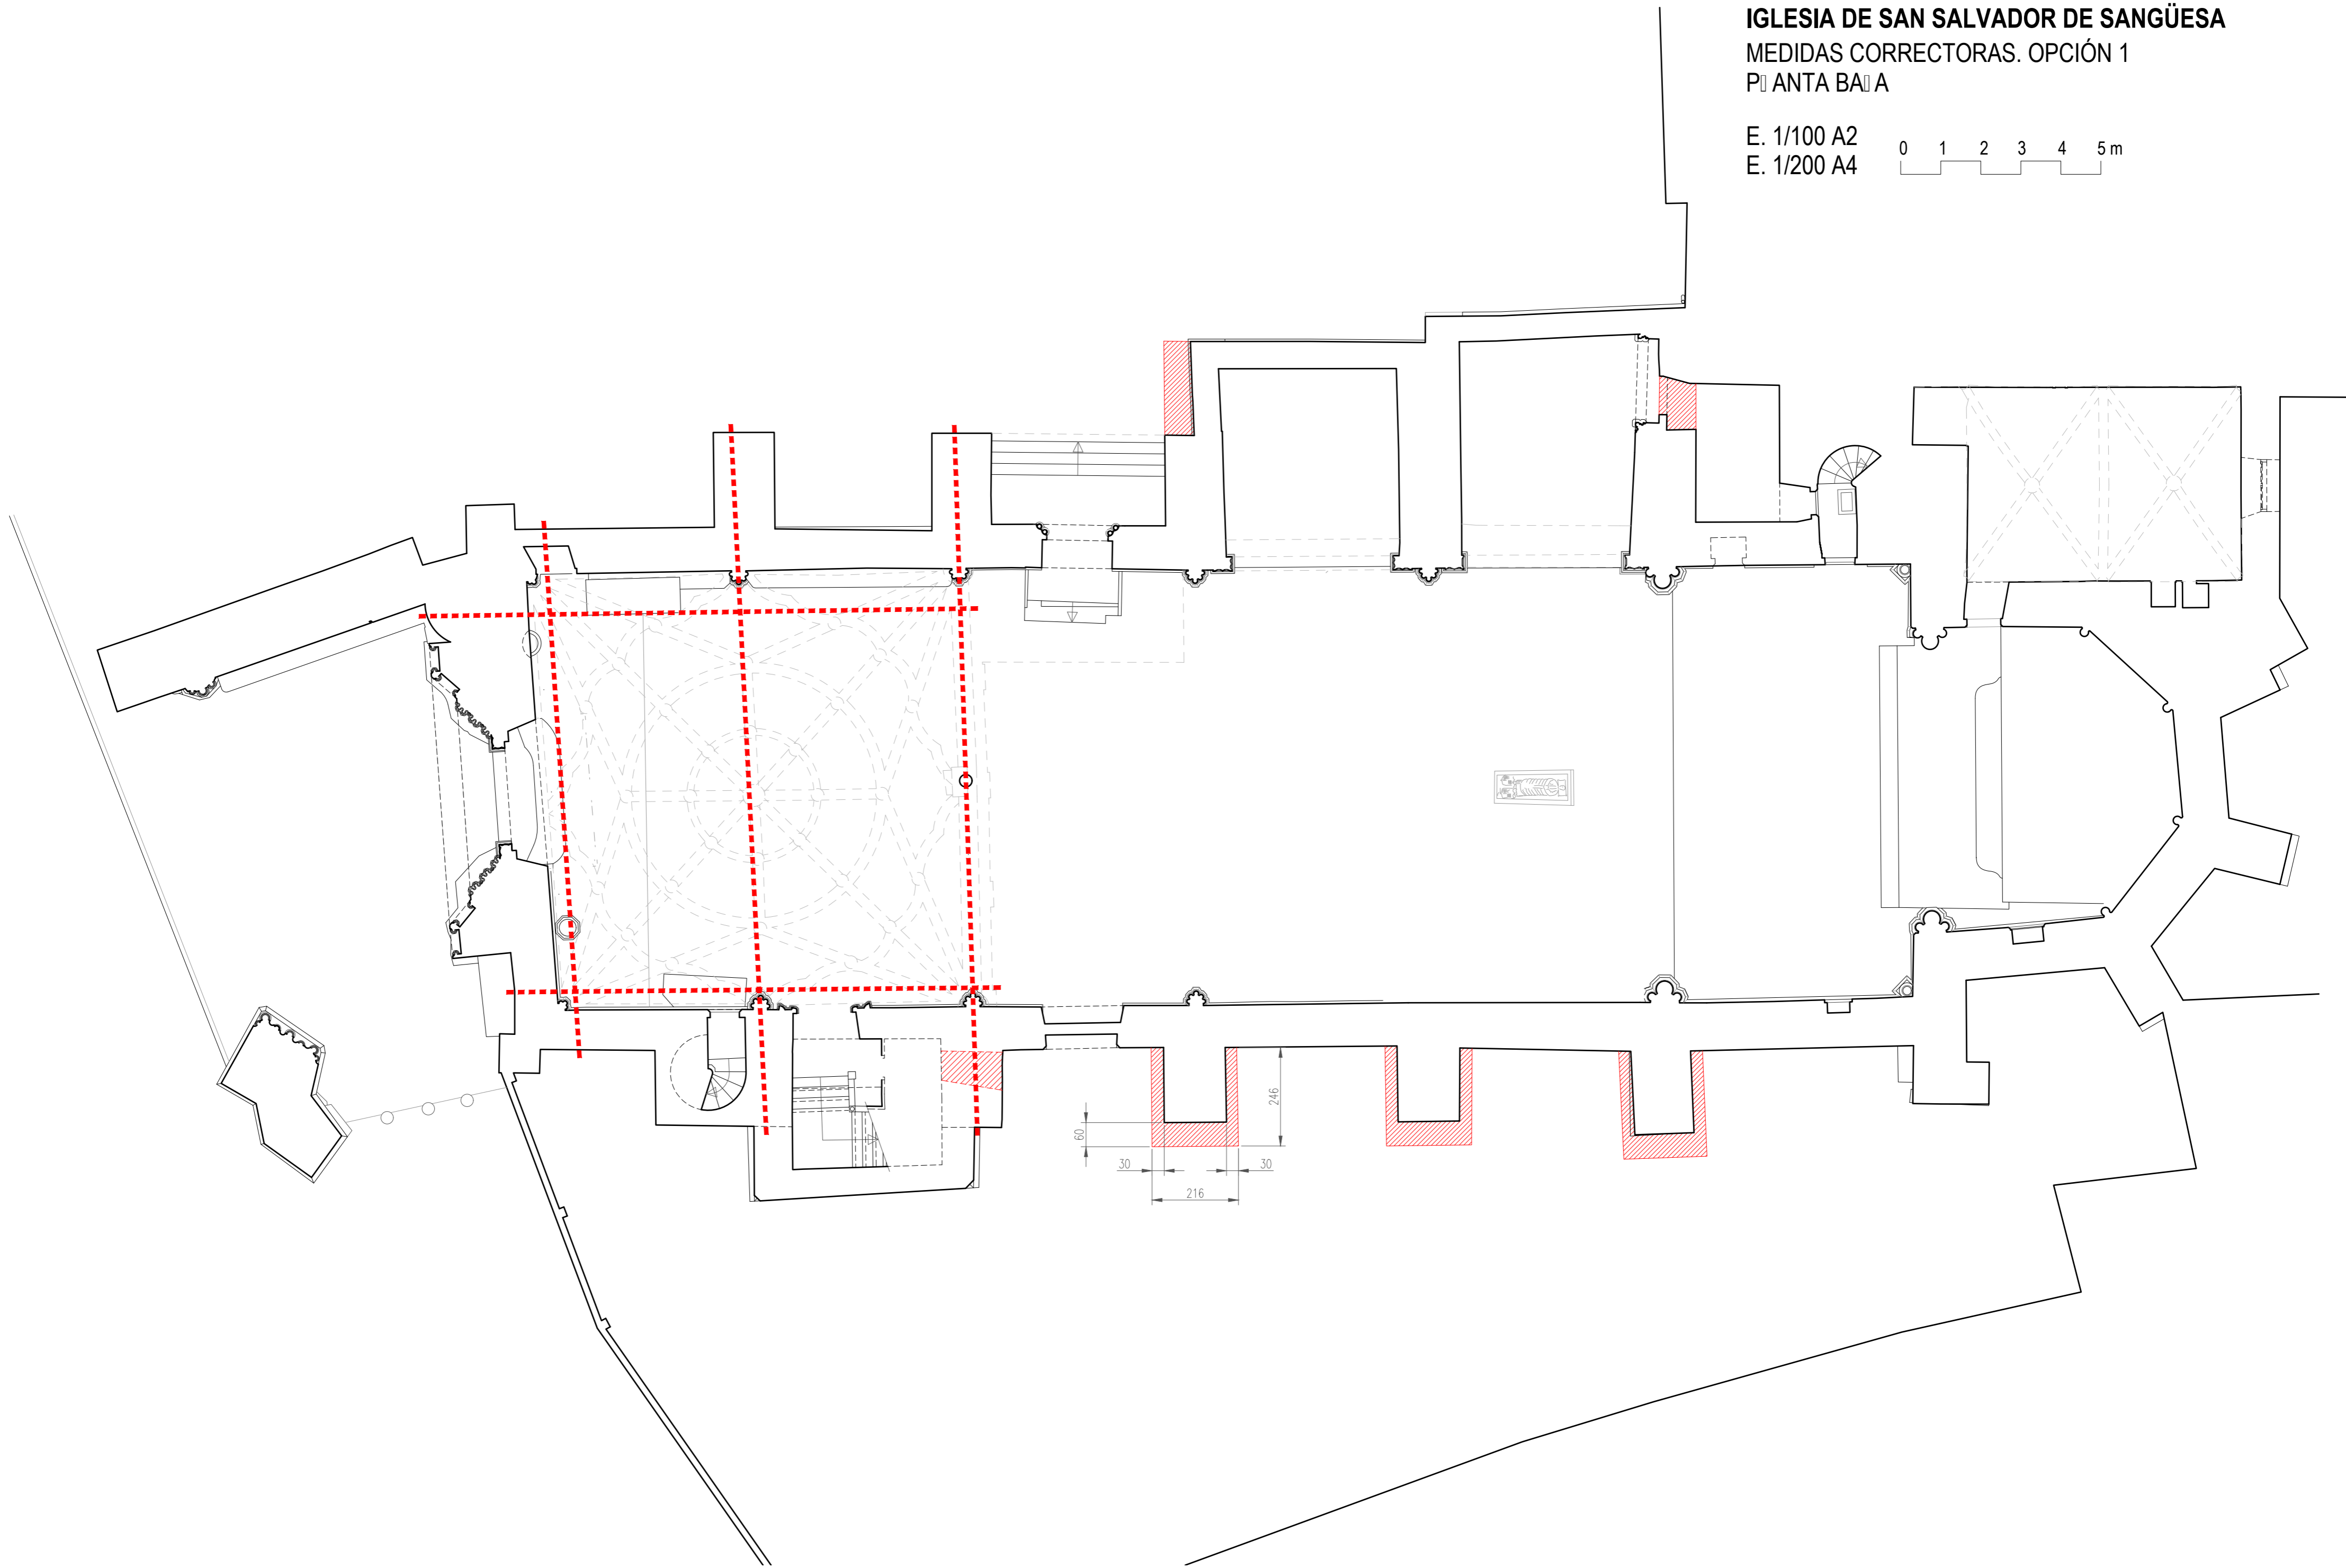 IGLESIA DE SAN SALVADOR DE SANGÜESA
MEDIDAS CORRECTORAS. OPCIÓN 1
P▯ANTA BA▯A
E. 1/100 A2
E. 1/200 A4
0 1 2 3 4 5 m
246
60
30 30
216